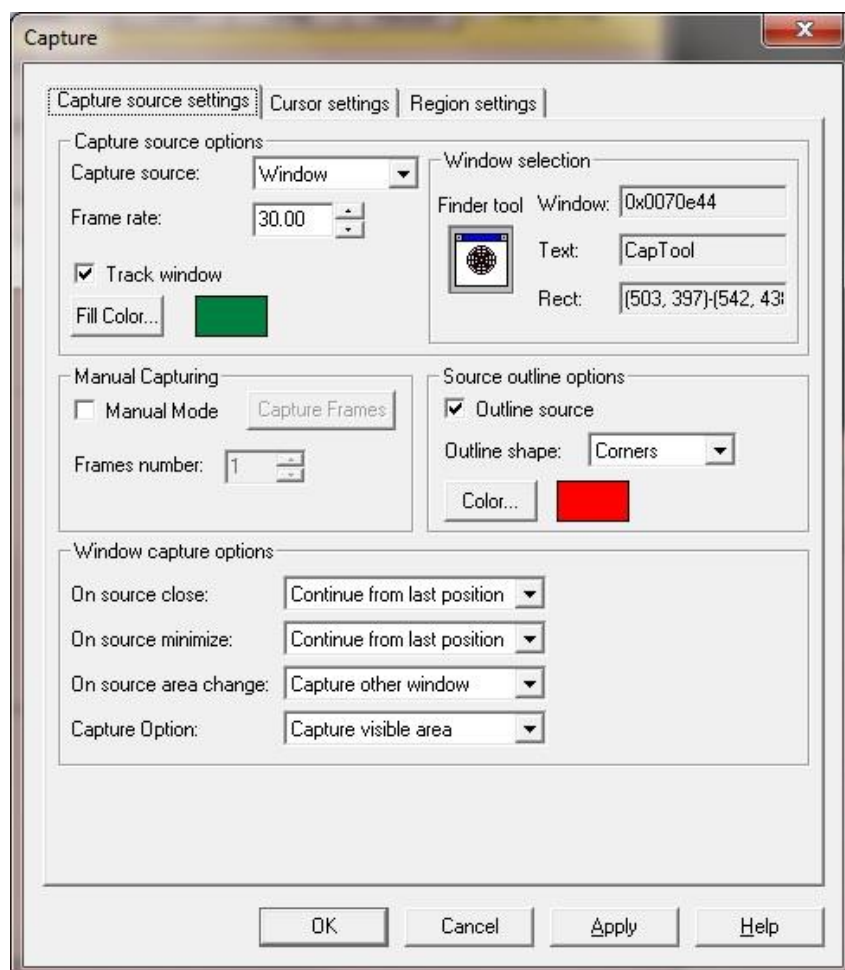 Capture
Capture source settings Cursor settings Region settings
Capture source options
Capture source: Window
Frame rate: 30.00
Track window
Fill Color...
Window selection
Finder tool Window: 0x0070e44
Text: CapTool
Rect: (503, 397)-(542, 43
Manual Capturing
Manual Mode Capture Frames
Frames number: 1
Source outline options
Outline source
Outline shape: Corners
Color...
Window capture options
On source close: Continue from last position
On source minimize: Continue from last position
On source area change: Capture other window
Capture Option: Capture visible area
OK Cancel Apply Help